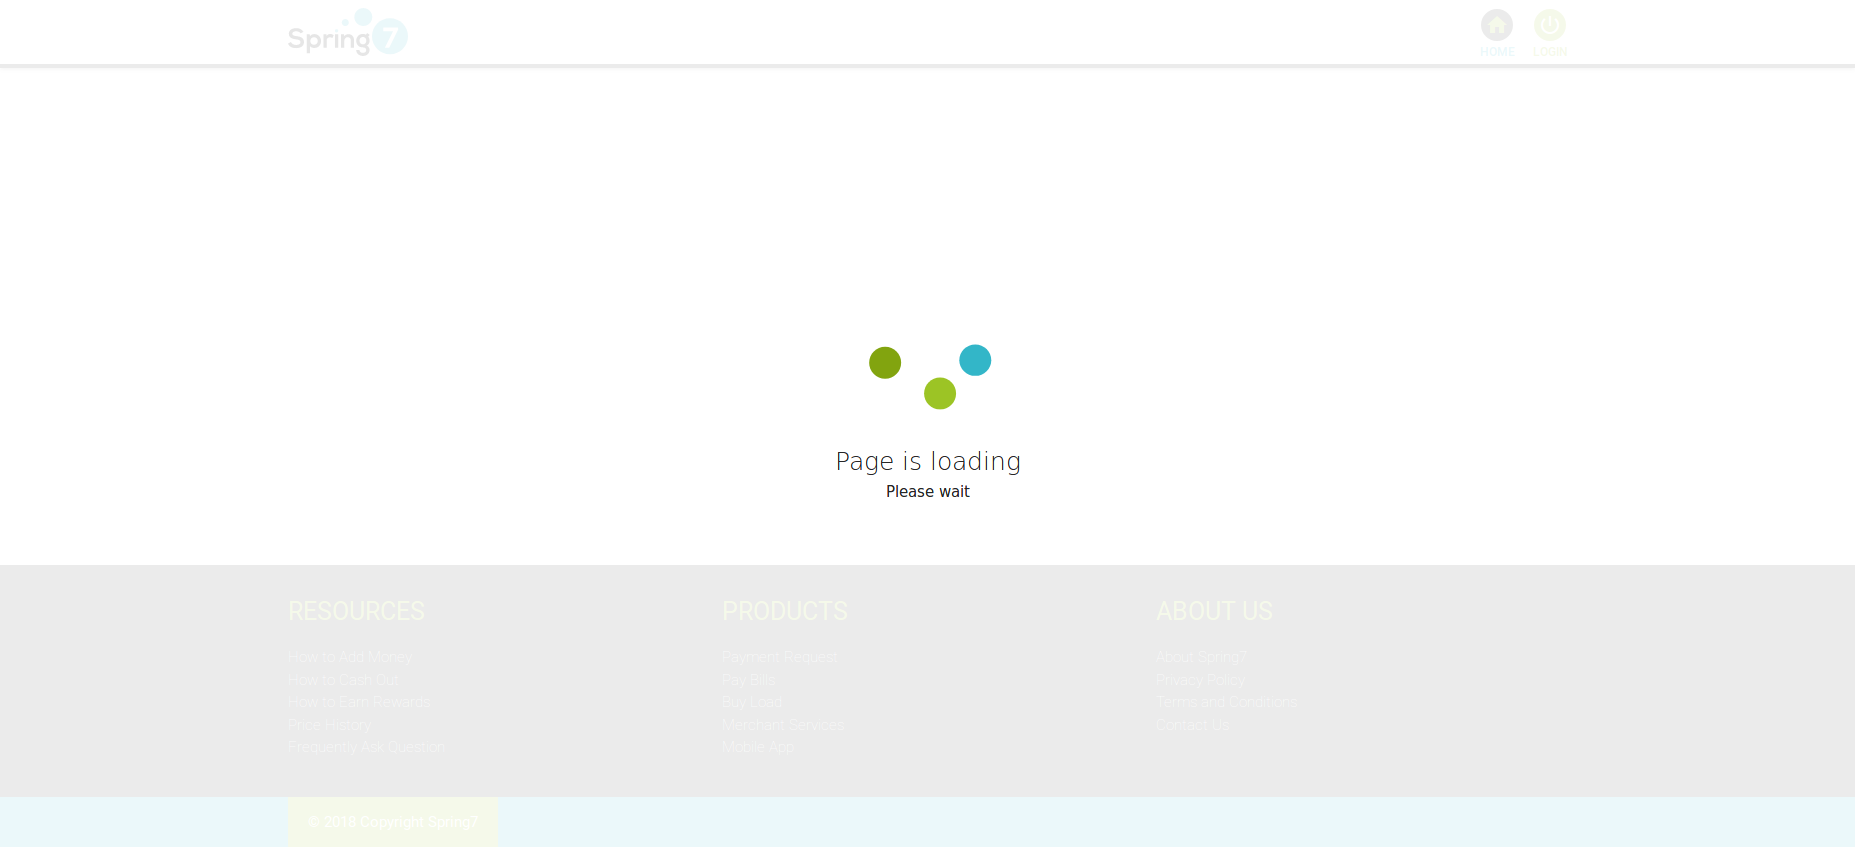 Spring7
HOME
LOGIN
Page is loading
Please wait
RESOURCES
How to Add Money
How to Cash Out
How to Earn Rewards
Price History
Frequently Ask Question
PRODUCTS
Payment Request
Pay Bills
Buy Load
Merchant Services
Mobile App
ABOUT US
About Spring7
Privacy Policy
Terms and Conditions
Contact Us
© 2018 Copyright Spring7